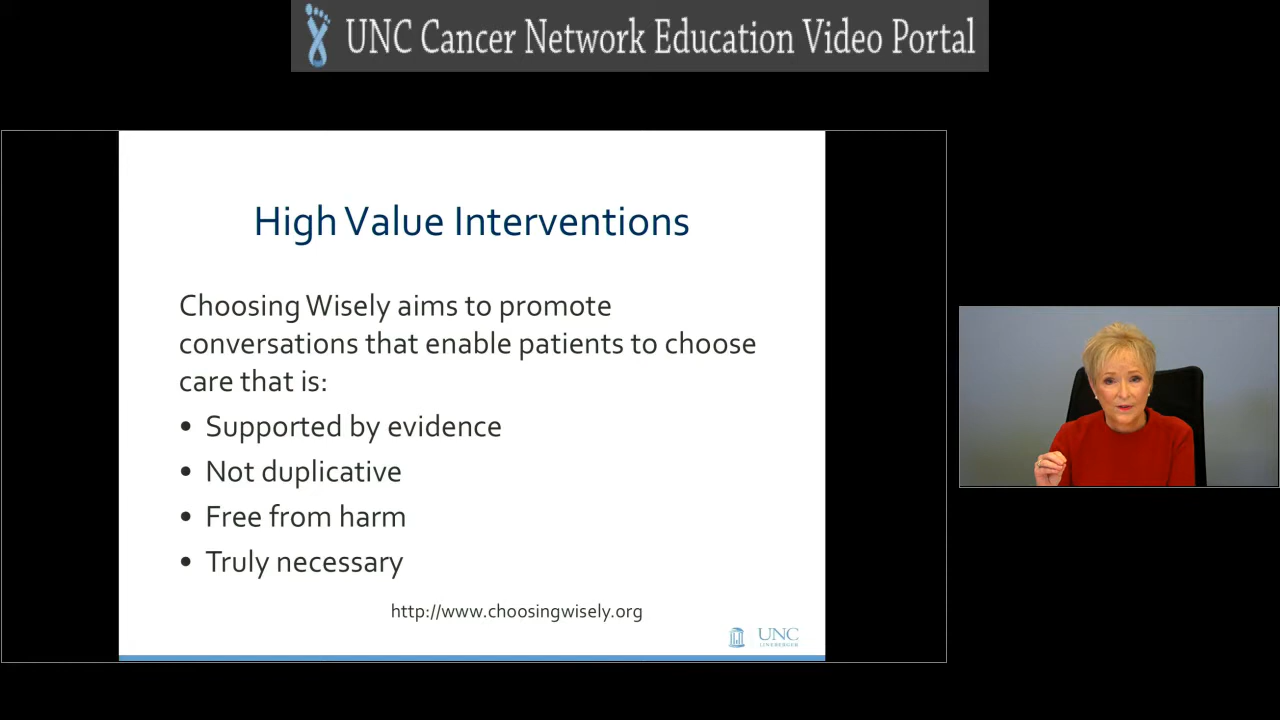 UNC Cancer Network Education Video Portal
High Value Interventions
Choosing Wisely aims to promote
conversations that enable patients to choose
care that is:
• Supported by evidence
• Not duplicative
• Free from harm
• Truly necessary
http://www.choosingwisely.org
UNC
LINEBERGER